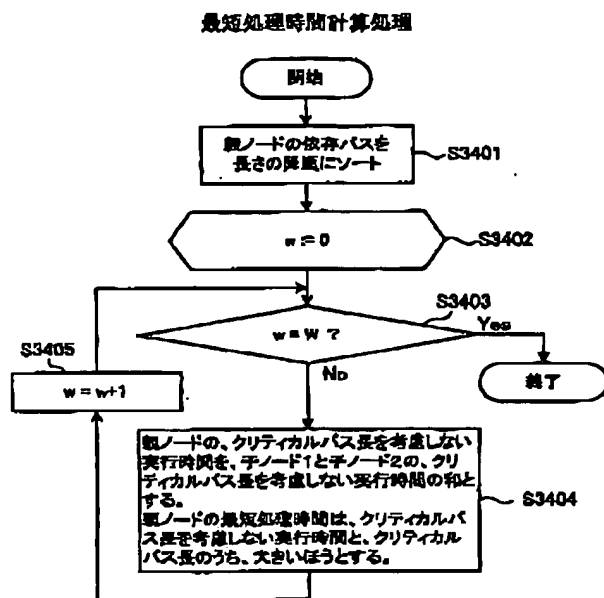 最短処理時間計算処理
開始
親ノードの依存パスを
長さの降順にソート
S3401
w := 0
S3402
S3403
w = W ?
Yes
S3405
No
w = w+1
終了
親ノードの、クリティカルパス長を考慮しない
実行時間を、子ノード1と子ノード2の、クリ
ティカルパス長を考慮しない実行時間の和と
する。
親ノードの最短処理時間は、クリティカルパ
ス長を考慮しない実行時間と、クリティカル
パス長のうち、大きいほうとする。
S3404